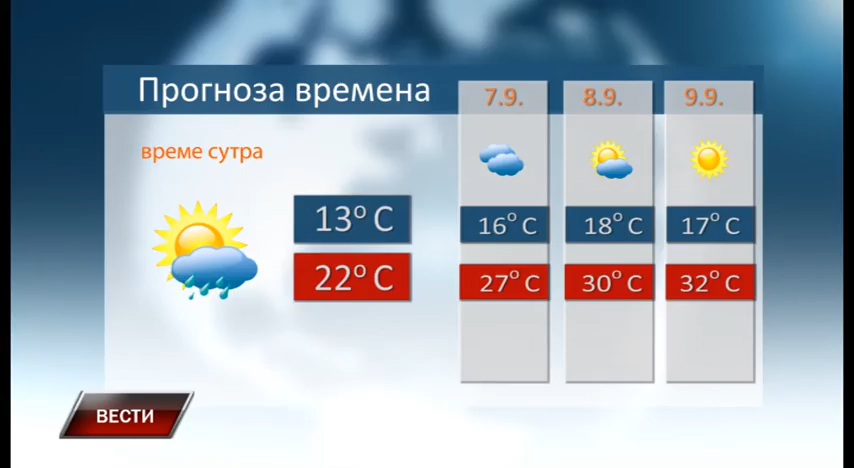 Прогноза времена
време сутра
13° C
22° C
7.9. 8.9. 9.9.
16° C 18° C 17° C
27° C 30° C 32° C
ВЕСТИ